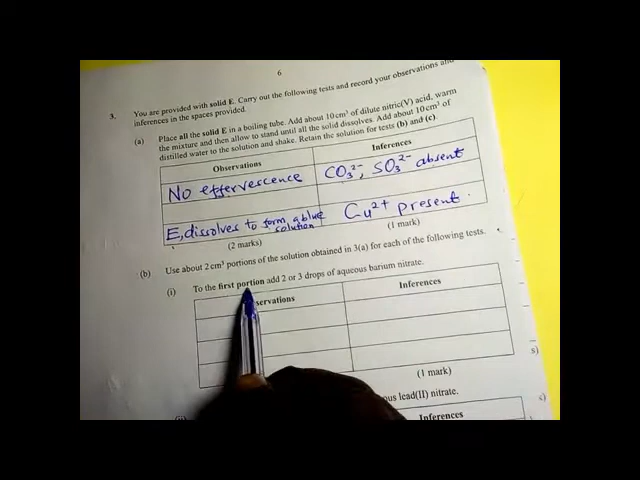 6
3. You are provided with solid E. Carry out the following tests and record your observations and
inferences in the spaces provided.
(a) Place all the solid E in a boiling tube. Add about 10 cm³ of dilute nitric(V) acid, warm
the mixture and then allow to stand until all the solid dissolves. Add about 10 cm³ of
distilled water to the solution and shake. Retain the solution for tests (b) and (c).
Observations Inferences
No effervescence CO₃²⁻, SO₃²⁻ absent
E, dissolves to form a blue solution Cu²⁺ present.
(2 marks) (1 mark)
(b) Use about 2 cm³ portions of the solution obtained in 3(a) for each of the following tests.
(i) To the first portion add 2 or 3 drops of aqueous barium nitrate.
servations Inferences
(1 mark)
ous lead(II) nitrate.
Inferences
s)
c)